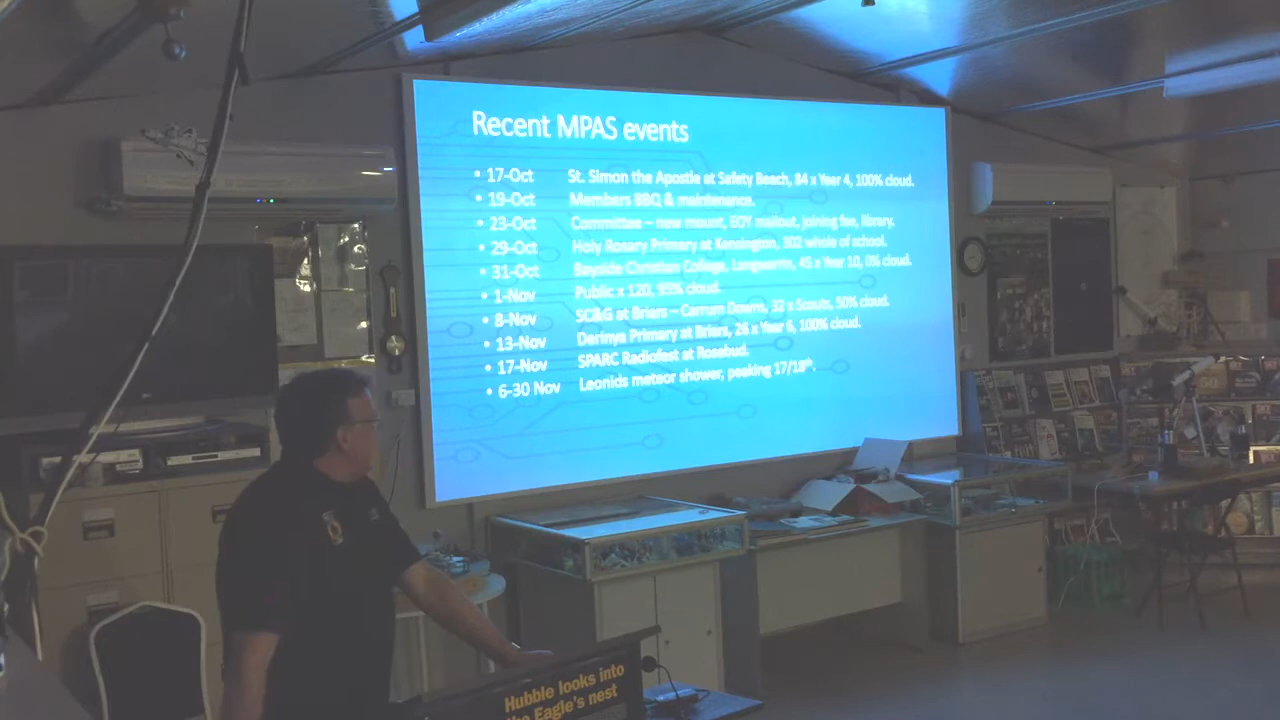 Recent MPAS events
• 17-Oct St. Simon the Apostle at Safety Beach, 84 x Year 4, 100% cloud.
• 19-Oct Members BBQ & maintenance.
• 23-Oct Committee – new mount, EOY mailout, joining fee, library.
• 29-Oct Holy Rosary Primary at Kensington, 302 whole of school.
• 31-Oct Bayside Christian College, Langwarrin, 45 x Year 10, 0% cloud.
• 1-Nov Public x 120, 95% cloud.
• 8-Nov SC&G at Briars – Carrum Downs, 32 x Scouts, 50% cloud.
• 13-Nov Derinya Primary at Briars, 26 x Year 6, 100% cloud.
• 17-Nov SPARC Radiofest at Rosebud.
• 6-30 Nov Leonids meteor shower, peaking 17/18th.
Hubble looks into
the Eagle's nest